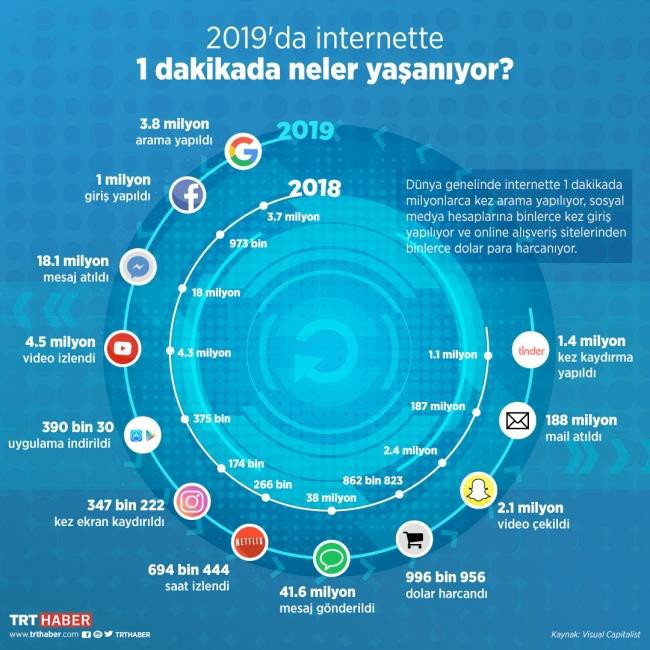 2019'da internette
1 dakikada neler yaşanıyor?
2019
3.8 milyon
arama yapıldı
1 milyon
giriş yapıldı
18.1 milyon
mesaj atıldı
4.5 milyon
video izlendi
390 bin 30
uygulama indirildi
347 bin 222
kez ekran kaydırıldı
694 bin 444
saat izlendi
NETFLIX
41.6 milyon
mesaj gönderildi
996 bin 956
dolar harcandı
2.1 milyon
video çekildi
188 milyon
mail atıldı
tinder
1.4 milyon
kez kaydırma
yapıldı
2018
3.7 milyon
973 bin
18 milyon
4.3 milyon
375 bin
174 bin
266 bin
38 milyon
862 bin 823
2.4 milyon
187 milyon
1.1 milyon
Dünya genelinde internette 1 dakikada
milyonlarca kez arama yapılıyor, sosyal
medya hesaplarına binlerce kez giriş
yapılıyor ve online alışveriş sitelerinden
binlerce dolar para harcanıyor.
TRT HABER
www.trthaber.com TRTHABER
Kaynak: Visual Capitalist